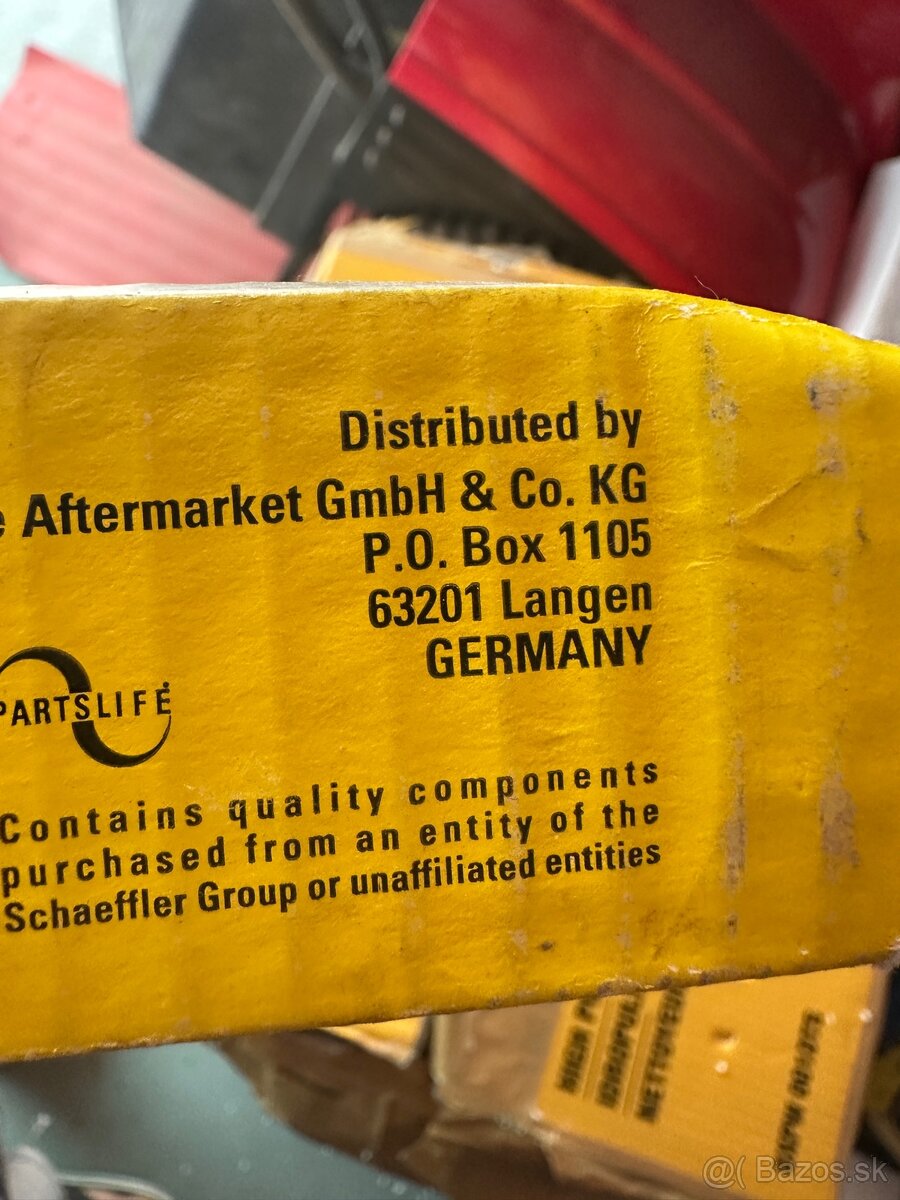 Distributed by
Aftermarket GmbH & Co. KG
P.O. Box 1105
63201 Langen
GERMANY
PARTSLIFE
Contains quality components
purchased from an entity of the
Schaeffler Group or unaffiliated entities
@( Bazos.sk